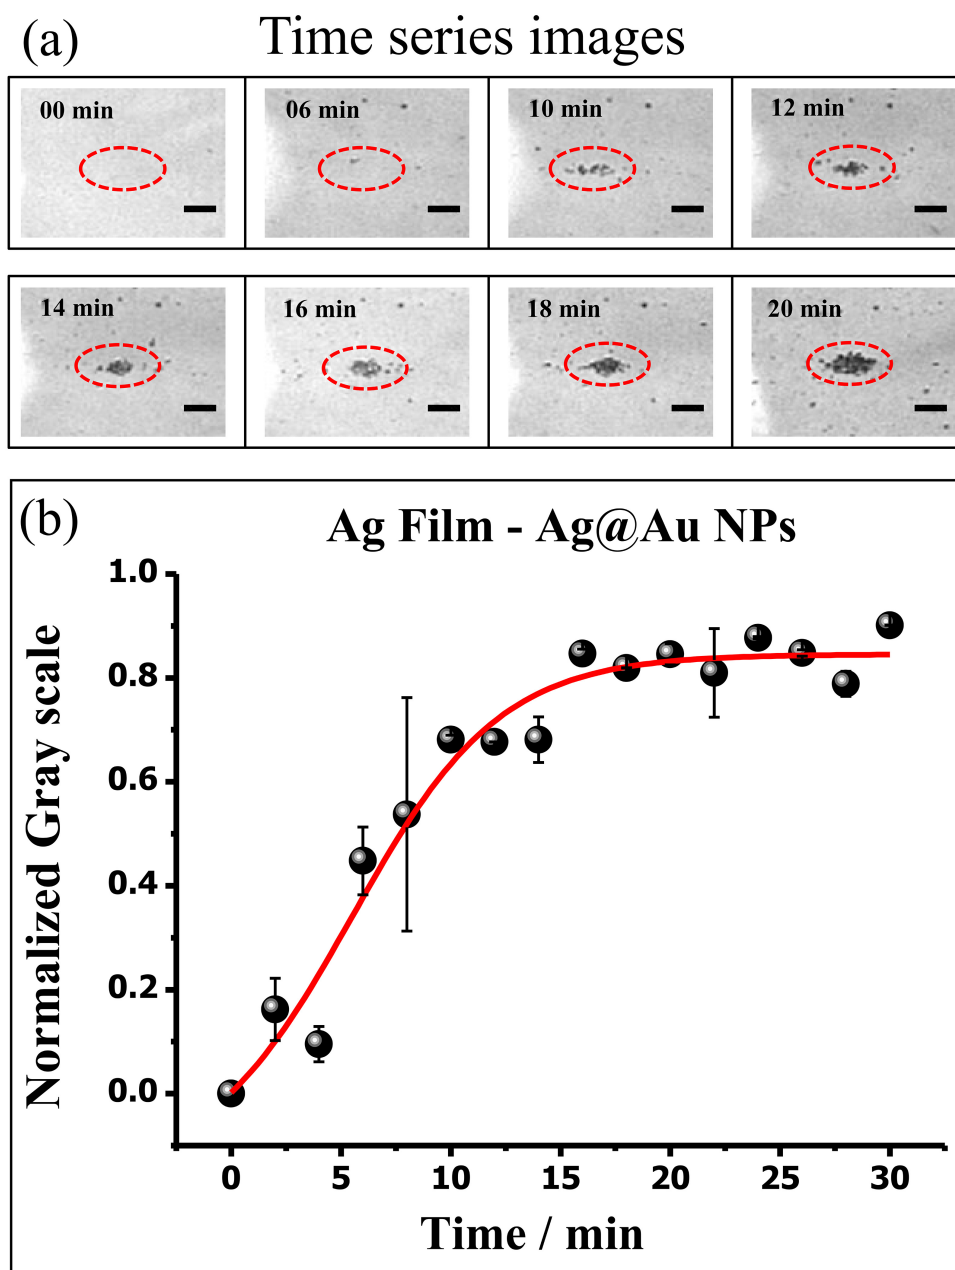 (a) Time series images
00 min 06 min 10 min 12 min
14 min 16 min 18 min 20 min
(b) Ag Film - Ag@Au NPs
Normalized Gray scale
1.0
0.8
0.6
0.4
0.2
0.0
0 5 10 15 20 25 30
Time / min